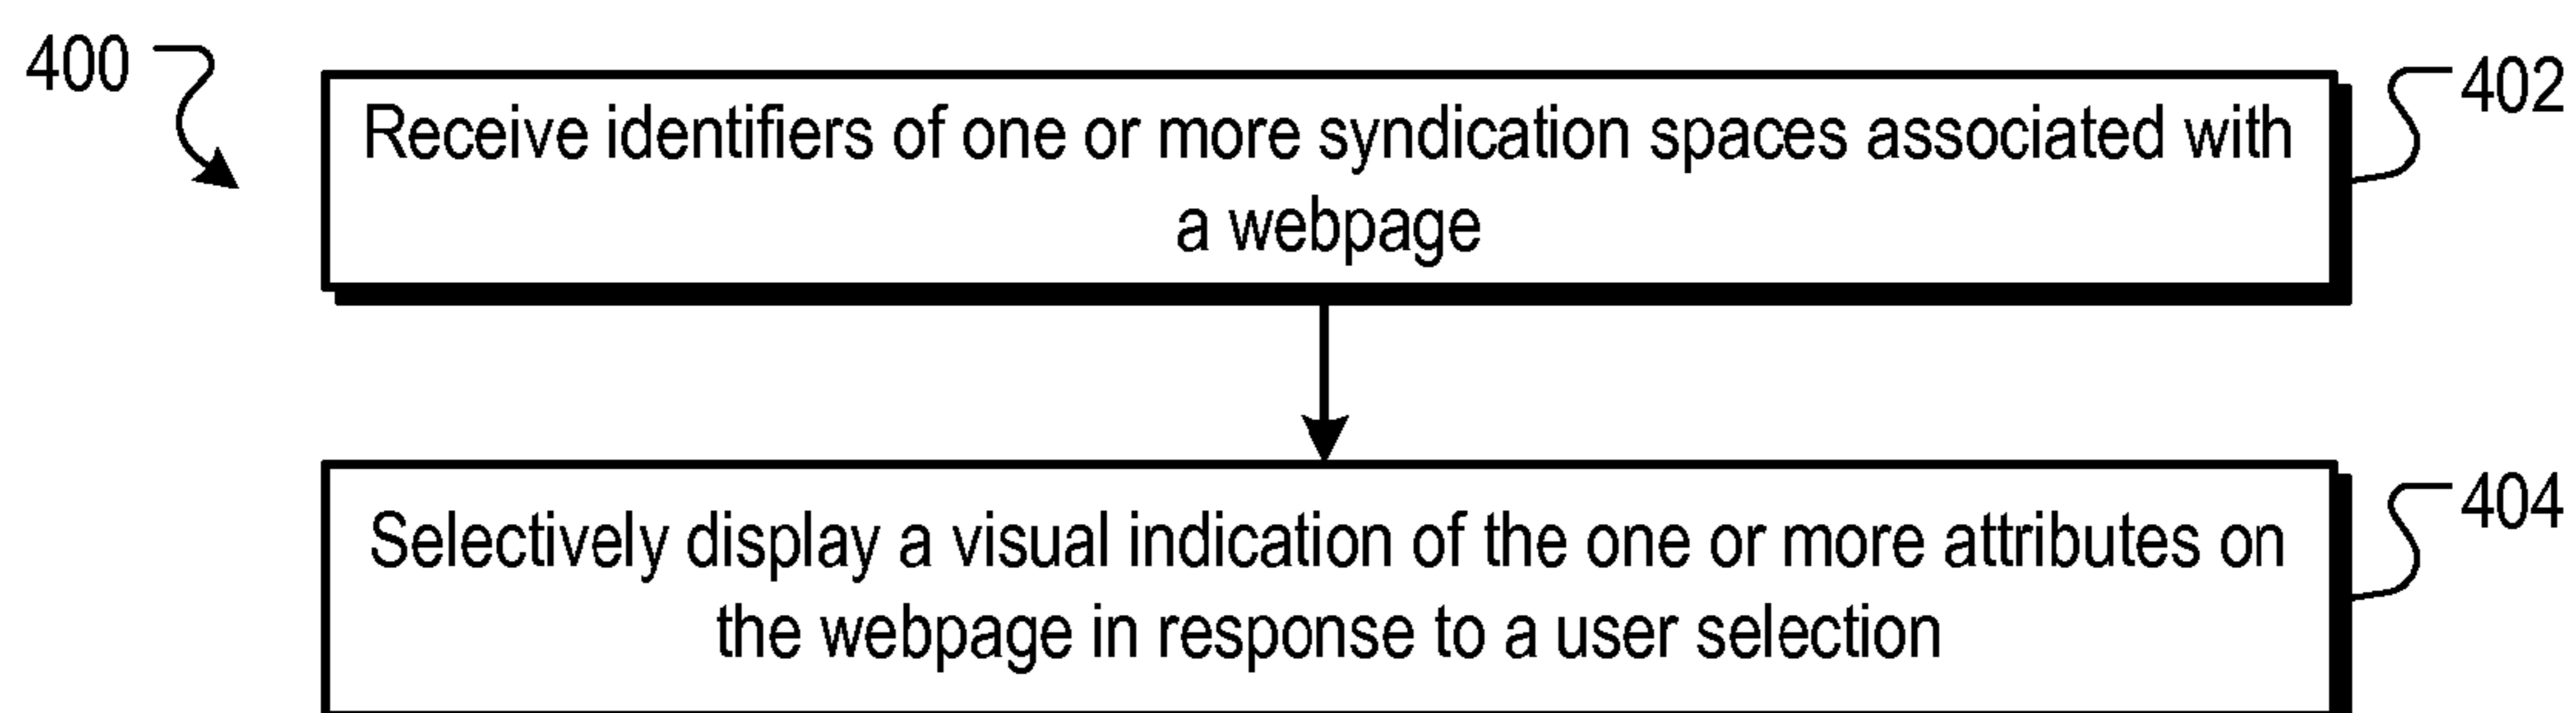 400
Receive identifiers of one or more syndication spaces associated with
402
a webpage
Selectively display a visual indication of the one or more attributes on
404
the webpage in response to a user selection